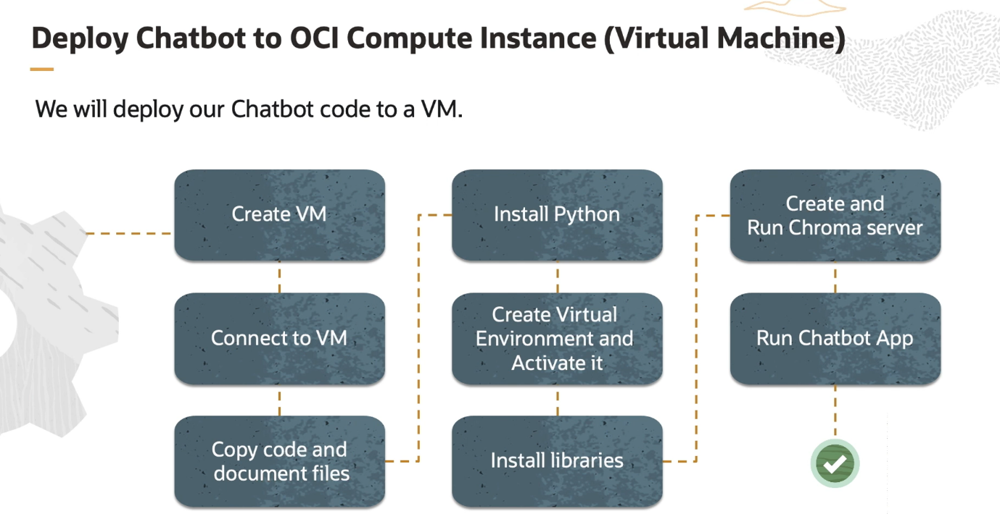 Deploy Chatbot to OCI Compute Instance (Virtual Machine)
We will deploy our Chatbot code to a VM.
Create VM
Connect to VM
Copy code and
document files
Install Python
Create Virtual
Environment and
Activate it
Install libraries
Create and
Run Chroma server
Run Chatbot App